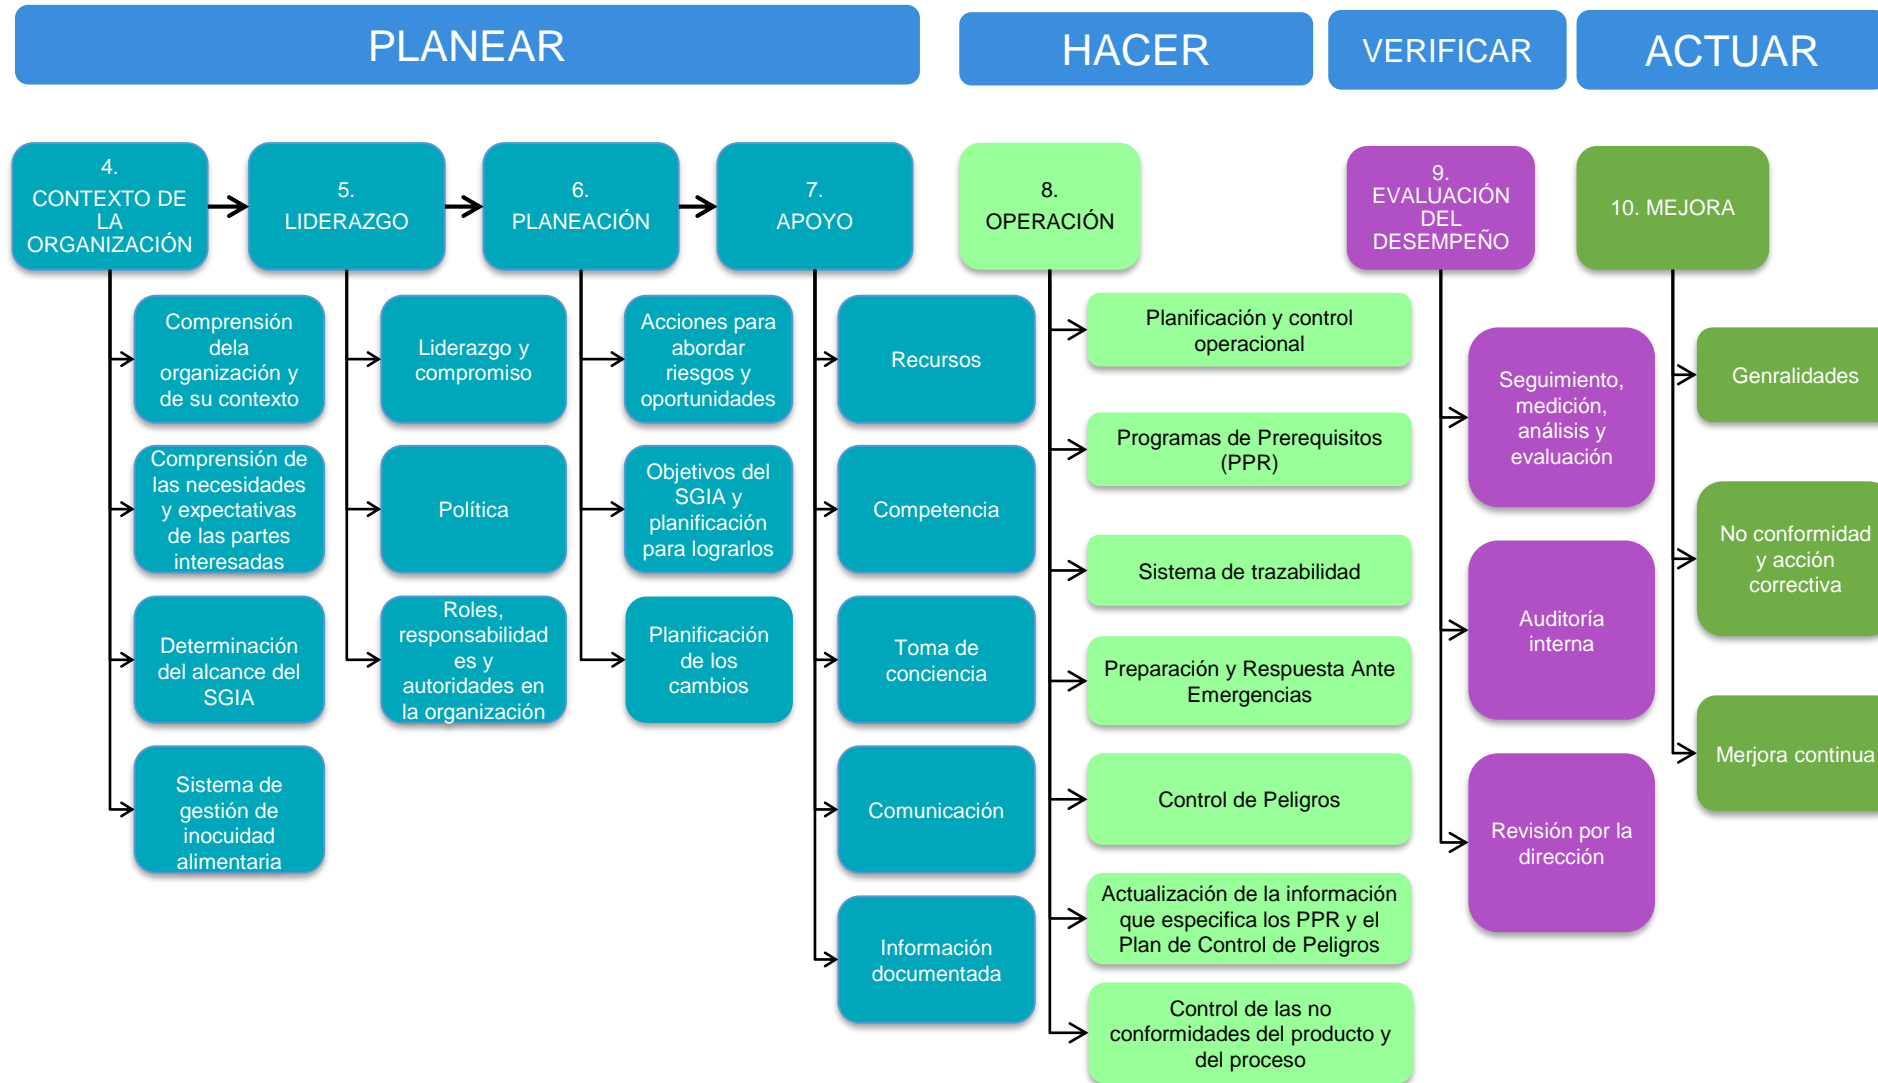 PLANEAR
HACER
VERIFICAR
ACTUAR
4.
CONTEXTO DE
LA
ORGANIZACIÓN
Comprensión
dela
organización y
de su contexto
Comprensión de
las necesidades
y expectativas
de las partes
interesadas
Determinación
del alcance del
SGIA
Sistema de
gestión de
inocuidad
alimentaria
5.
LIDERAZGO
Liderazgo y
compromiso
Política
Roles,
responsabilidad
es y
autoridades en
la organización
6.
PLANEACIÓN
Acciones para
abordar
riesgos y
oportunidades
Objetivos del
SGIA y
planificación
para lograrlos
Planificación
de los
cambios
7.
APOYO
Recursos
Competencia
Toma de
conciencia
Comunicación
Información
documentada
8.
OPERACIÓN
Planificación y control
operacional
Programas de Prerequisitos
(PPR)
Sistema de trazabilidad
Preparación y Respuesta Ante
Emergencias
Control de Peligros
Actualización de la información
que especifica los PPR y el
Plan de Control de Peligros
Control de las no
conformidades del producto y
del proceso
9.
EVALUACIÓN
DEL
DESEMPEÑO
Seguimiento,
medición,
análisis y
evaluación
Auditoría
interna
Revisión por la
dirección
10. MEJORA
Genralidades
No conformidad
y acción
correctiva
Merjora continua